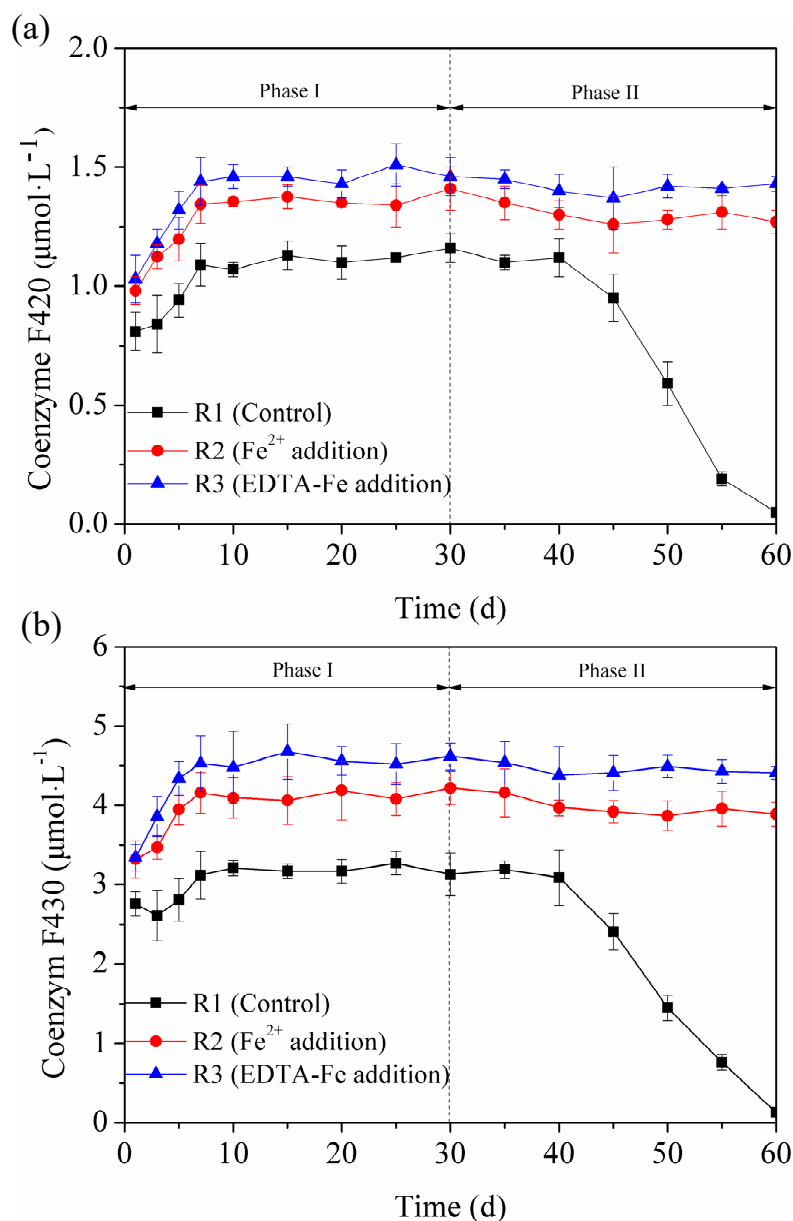 (a)
2.0
1.5
1.0
0.5
0.0
Coenzyme F420 (μmol·L⁻¹)
Phase I
Phase II
R1 (Control)
R2 (Fe²⁺ addition)
R3 (EDTA-Fe addition)
0 10 20 30 40 50 60
Time (d)
(b)
6
5
4
3
2
1
0
Coenzym F430 (μmol·L⁻¹)
Phase I
Phase II
R1 (Control)
R2 (Fe²⁺ addition)
R3 (EDTA-Fe addition)
0 10 20 30 40 50 60
Time (d)